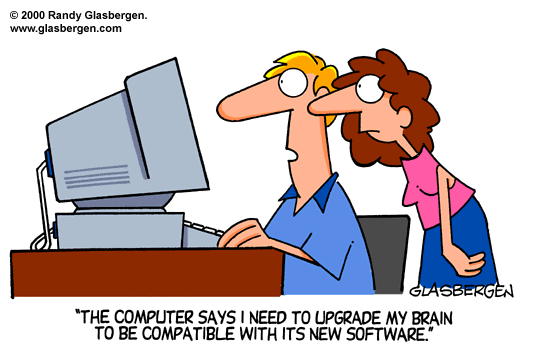 © 2000 Randy Glasbergen.
www.glasbergen.com
GLASBERGEN
"THE COMPUTER SAYS I NEED TO UPGRADE MY BRAIN
TO BE COMPATIBLE WITH ITS NEW SOFTWARE."